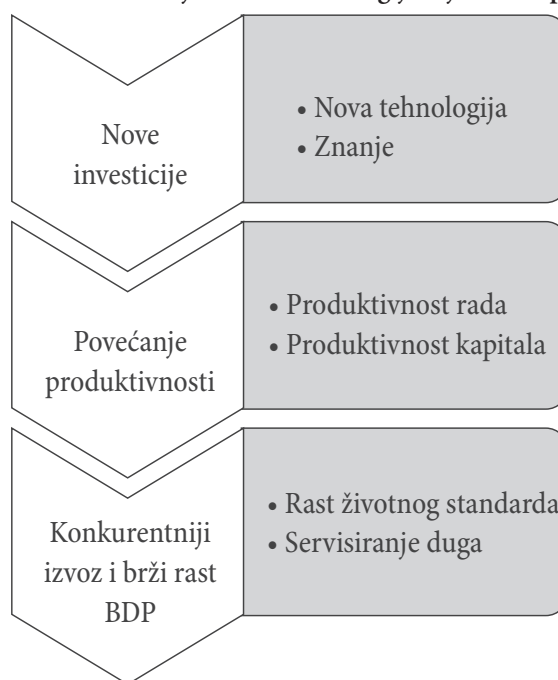 Nove
investicije
• Nova tehnologija
• Znanje
Povećanje
produktivnosti
• Produktivnost rada
• Produktivnost kapitala
Konkurentniji
izvoz i brži rast
BDP
• Rast životnog standarda
• Servisiranje duga